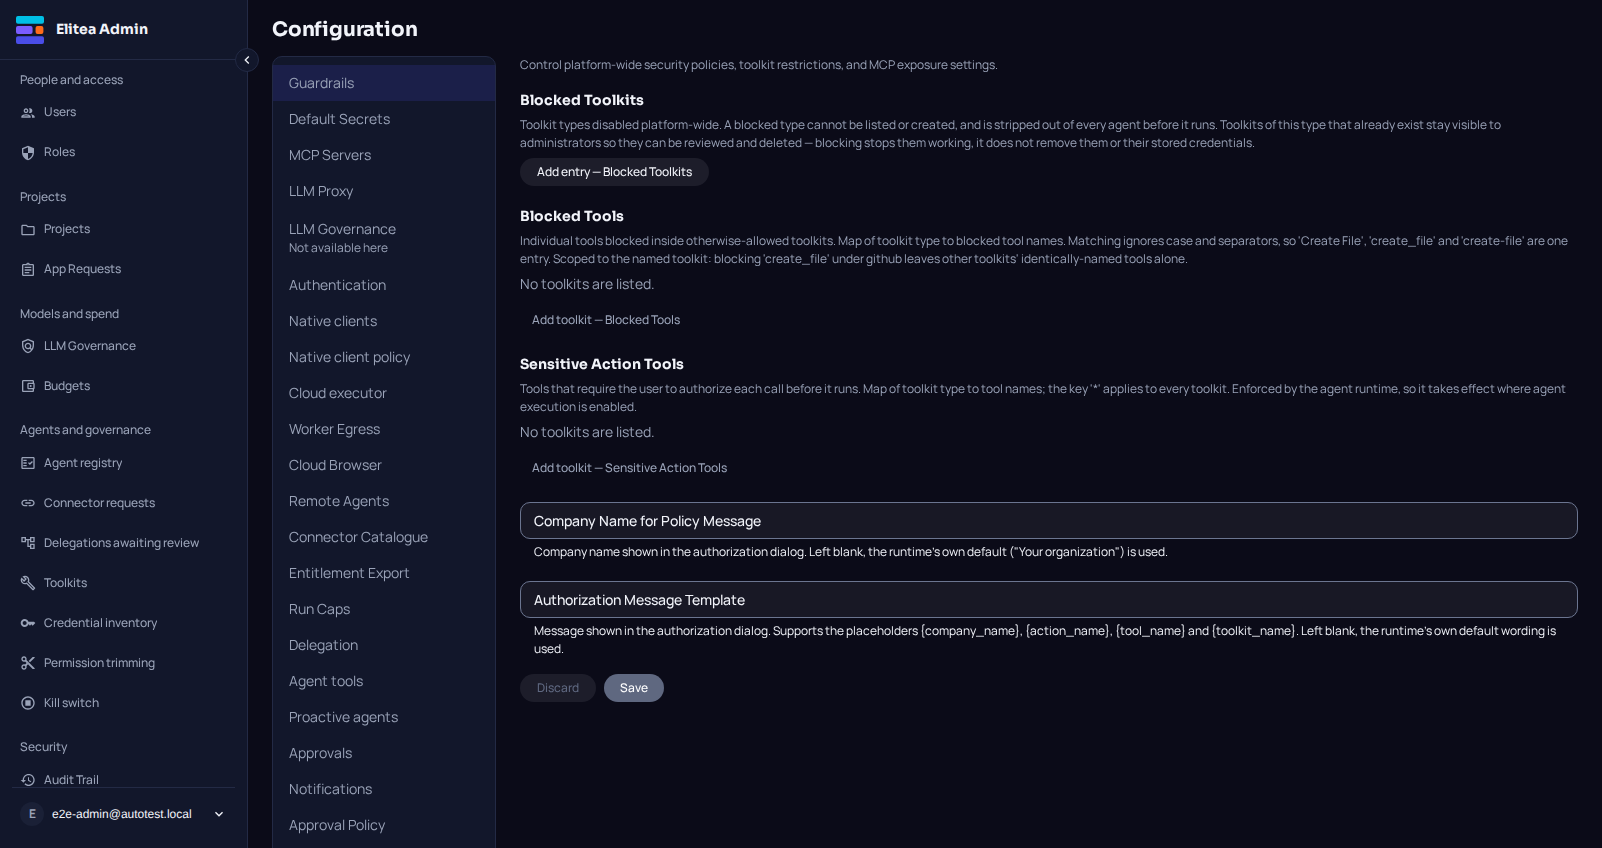 Elitea Admin
People and access
Users
Roles
Projects
Projects
App Requests
Models and spend
LLM Governance
Budgets
Agents and governance
Agent registry
Connector requests
Delegations awaiting review
Toolkits
Credential inventory
Permission trimming
Kill switch
Security
Audit Trail
E
e2e-admin@autotest.local
Configuration
Guardrails
Default Secrets
MCP Servers
LLM Proxy
LLM Governance
Not available here
Authentication
Native clients
Native client policy
Cloud executor
Worker Egress
Cloud Browser
Remote Agents
Connector Catalogue
Entitlement Export
Run Caps
Delegation
Agent tools
Proactive agents
Approvals
Notifications
Approval Policy
Control platform-wide security policies, toolkit restrictions, and MCP exposure settings.
Blocked Toolkits
Toolkit types disabled platform-wide. A blocked type cannot be listed or created, and is stripped out of every agent before it runs. Toolkits of this type that already exist stay visible to
administrators so they can be reviewed and deleted — blocking stops them working, it does not remove them or their stored credentials.
Add entry — Blocked Toolkits
Blocked Tools
Individual tools blocked inside otherwise-allowed toolkits. Map of toolkit type to blocked tool names. Matching ignores case and separators, so 'Create File', 'create_file' and 'create-file' are one
entry. Scoped to the named toolkit: blocking 'create_file' under github leaves other toolkits' identically-named tools alone.
No toolkits are listed.
Add toolkit — Blocked Tools
Sensitive Action Tools
Tools that require the user to authorize each call before it runs. Map of toolkit type to tool names; the key '*' applies to every toolkit. Enforced by the agent runtime, so it takes effect where agent
execution is enabled.
No toolkits are listed.
Add toolkit — Sensitive Action Tools
Company Name for Policy Message
Company name shown in the authorization dialog. Left blank, the runtime's own default ("Your organization") is used.
Authorization Message Template
Message shown in the authorization dialog. Supports the placeholders {company_name}, {action_name}, {tool_name} and {toolkit_name}. Left blank, the runtime's own default wording is
used.
Discard
Save